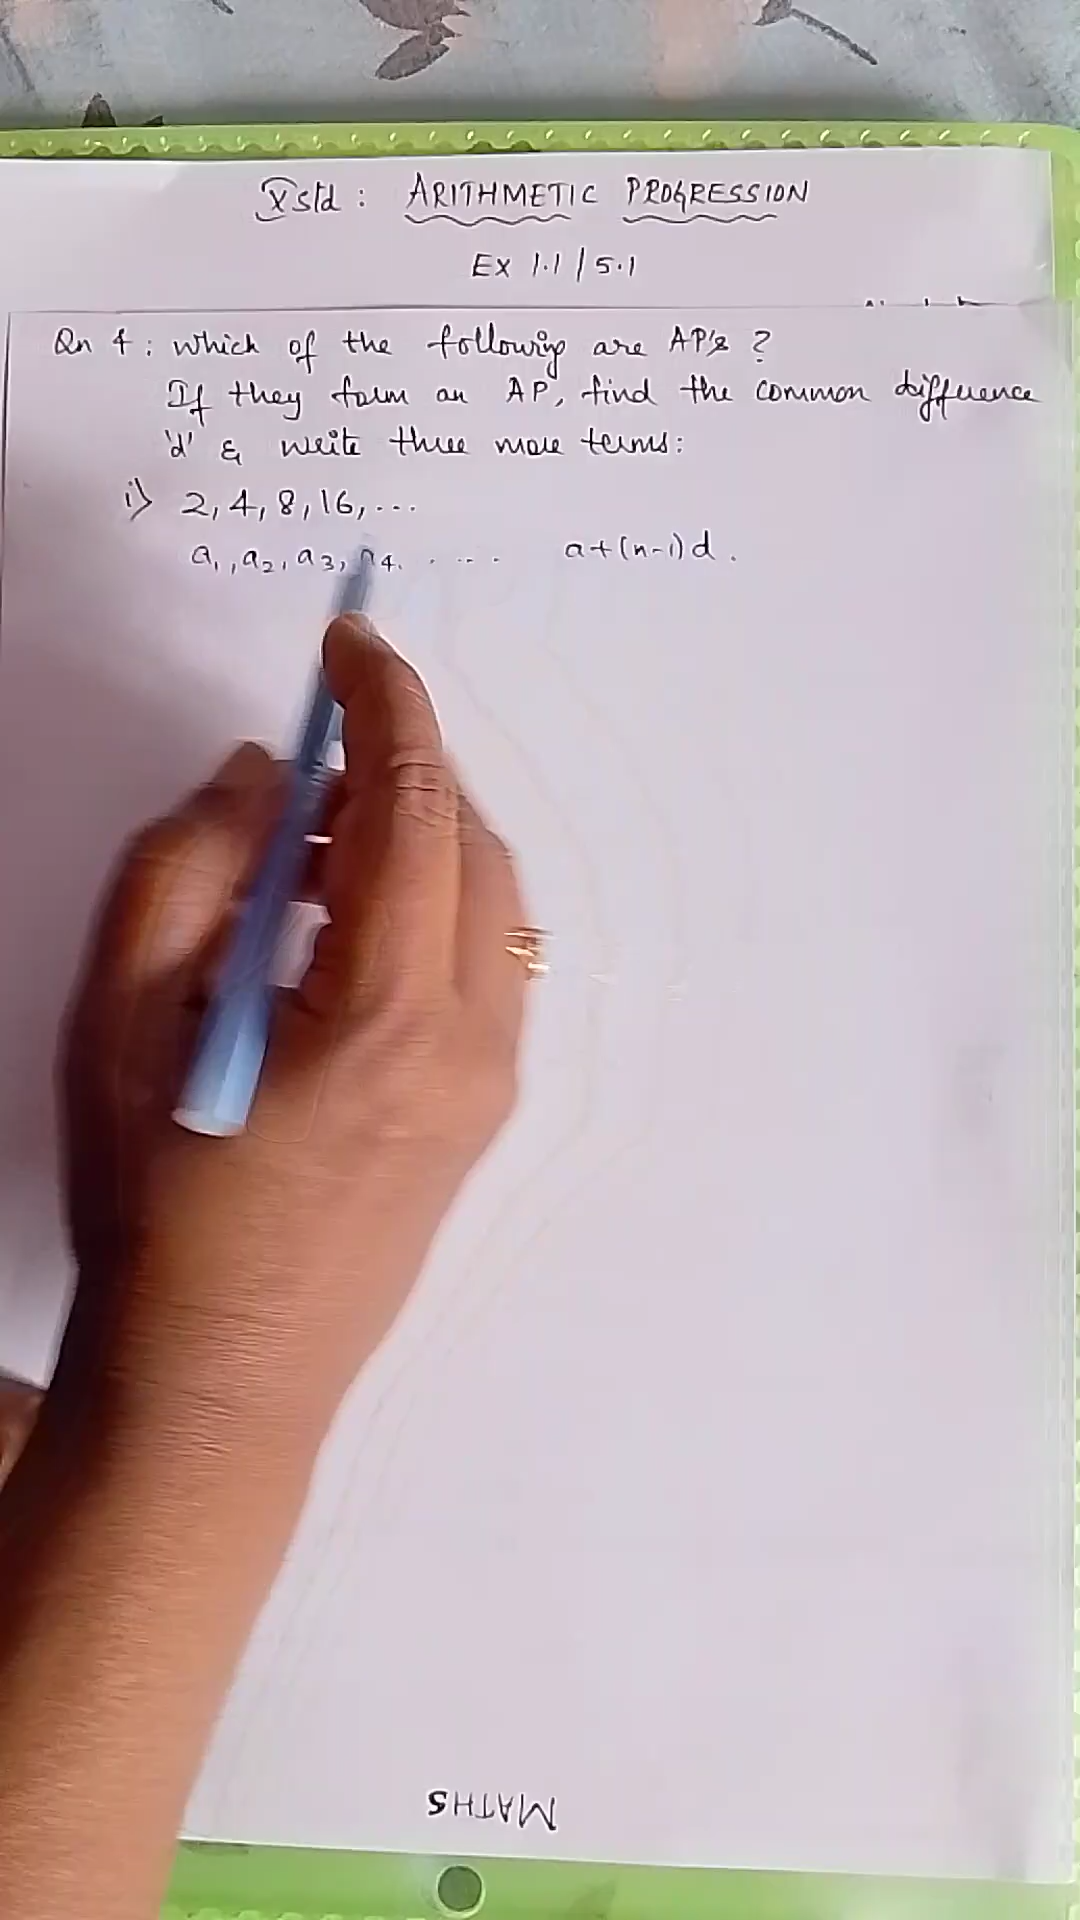 X std : ARITHMETIC PROGRESSION
Ex 1.1 / 5.1
Qn 4 : Which of the following are AP's ?
If they form an AP, find the common difference
'd' & write three more terms:
i) 2, 4, 8, 16, ...
a₁, a₂, a₃, a₄. . ... a+(n-1)d.
MATHS